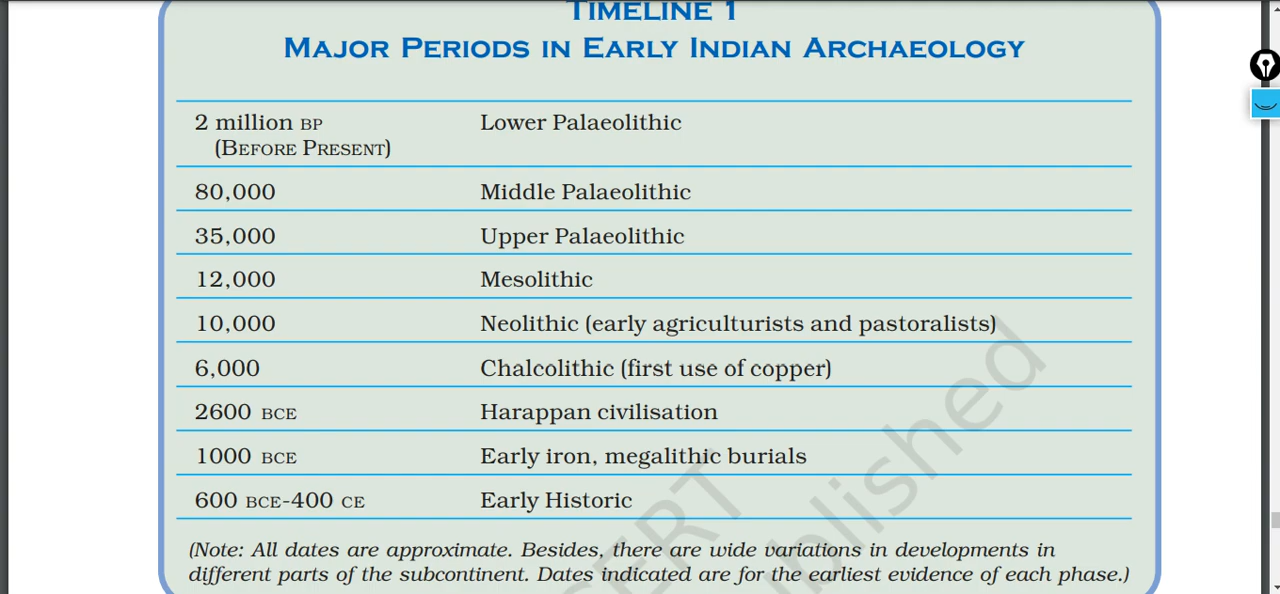 TIMELINE 1
MAJOR PERIODS IN EARLY INDIAN ARCHAEOLOGY
2 million BP Lower Palaeolithic
(BEFORE PRESENT)
80,000 Middle Palaeolithic
35,000 Upper Palaeolithic
12,000 Mesolithic
10,000 Neolithic (early agriculturists and pastoralists)
6,000 Chalcolithic (first use of copper)
2600 BCE Harappan civilisation
1000 BCE Early iron, megalithic burials
600 BCE-400 CE Early Historic
(Note: All dates are approximate. Besides, there are wide variations in developments in
different parts of the subcontinent. Dates indicated are for the earliest evidence of each phase.)